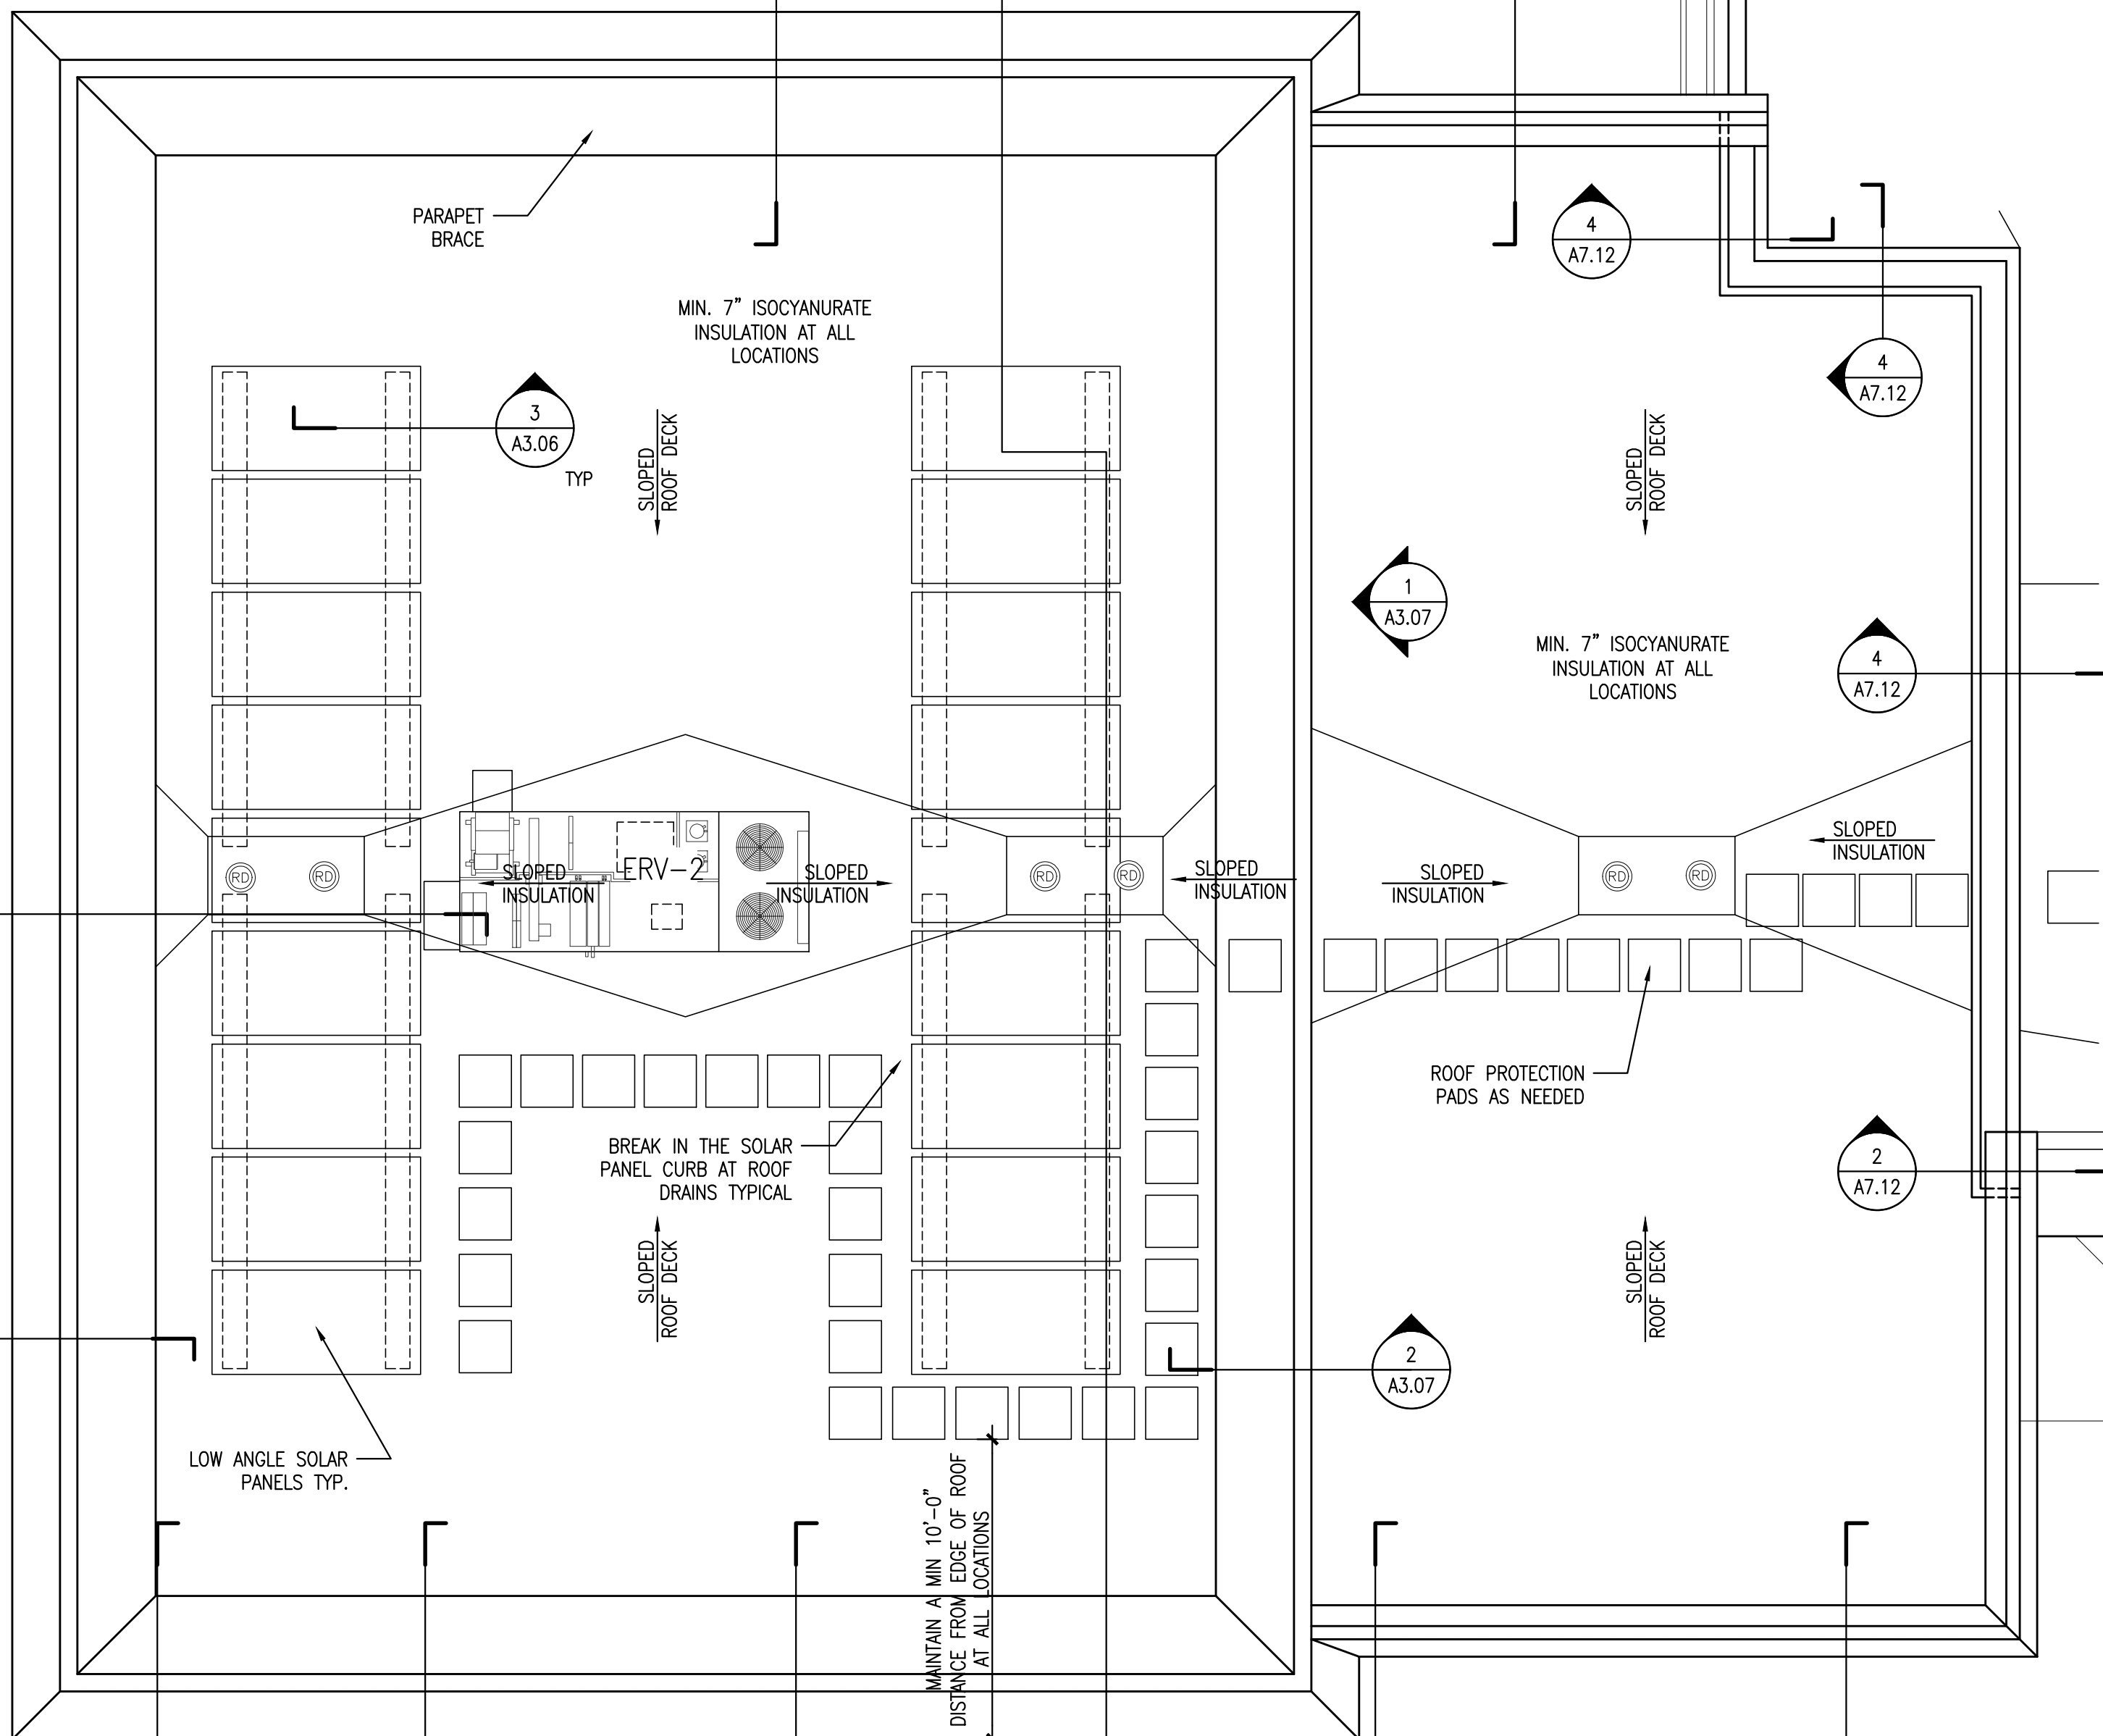 PARAPET
BRACE
4
A7.12
MIN. 7" ISOCYANURATE
INSULATION AT ALL
LOCATIONS
4
A7.12
3
A3.06
TYP
SLOPED
ROOF DECK
SLOPED
ROOF DECK
1
A3.07
MIN. 7" ISOCYANURATE
INSULATION AT ALL
LOCATIONS
4
A7.12
RD
RD
SLOPED
INSULATION
ERV-2
SLOPED
INSULATION
RD
RD
SLOPED
INSULATION
SLOPED
INSULATION
RD
RD
SLOPED
INSULATION
ROOF PROTECTION
PADS AS NEEDED
BREAK IN THE SOLAR
PANEL CURB AT ROOF
DRAINS TYPICAL
2
A7.12
SLOPED
ROOF DECK
SLOPED
ROOF DECK
2
A3.07
LOW ANGLE SOLAR
PANELS TYP.
MAINTAIN A MIN 10'-0"
DISTANCE FROM EDGE OF ROOF
AT ALL LOCATIONS